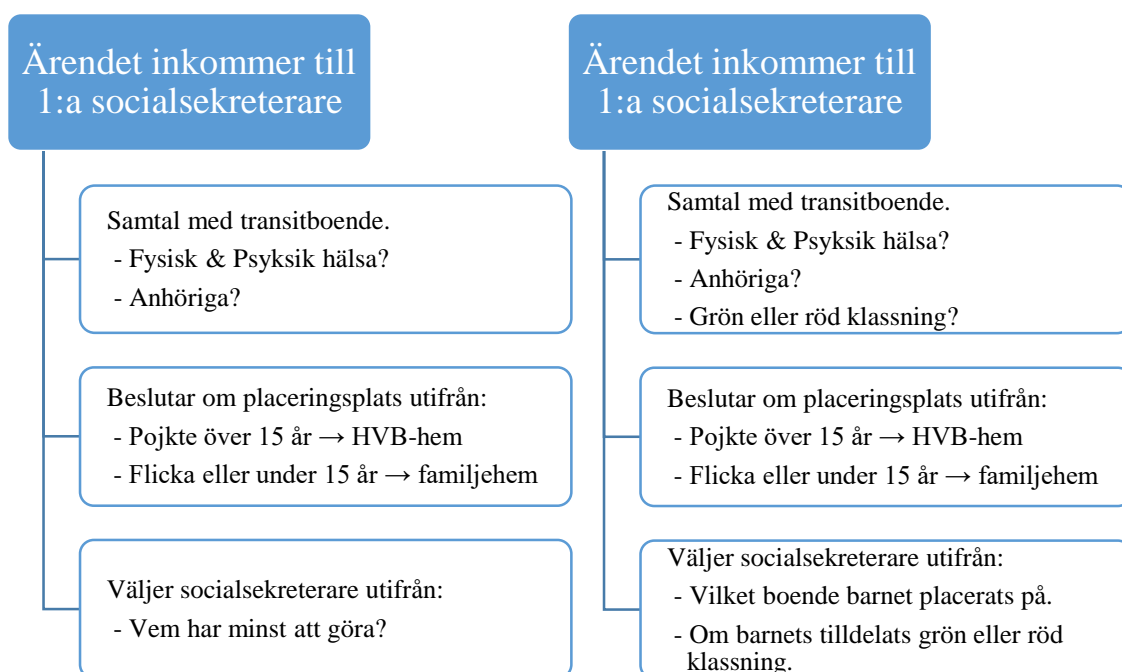 Ärendet inkommer till
1:a socialsekreterare
Samtal med transitboende.
- Fysisk & Psyksik hälsa?
- Anhöriga?
Beslutar om placeringsplats utifrån:
- Pojkte över 15 år → HVB-hem
- Flicka eller under 15 år → familjehem
Väljer socialsekreterare utifrån:
- Vem har minst att göra?
Ärendet inkommer till
1:a socialsekreterare
Samtal med transitboende.
- Fysisk & Psyksik hälsa?
- Anhöriga?
- Grön eller röd klassning?
Beslutar om placeringsplats utifrån:
- Pojkte över 15 år → HVB-hem
- Flicka eller under 15 år → familjehem
Väljer socialsekreterare utifrån:
- Vilket boende barnet placerats på.
- Om barnets tilldelats grön eller röd
klassning.